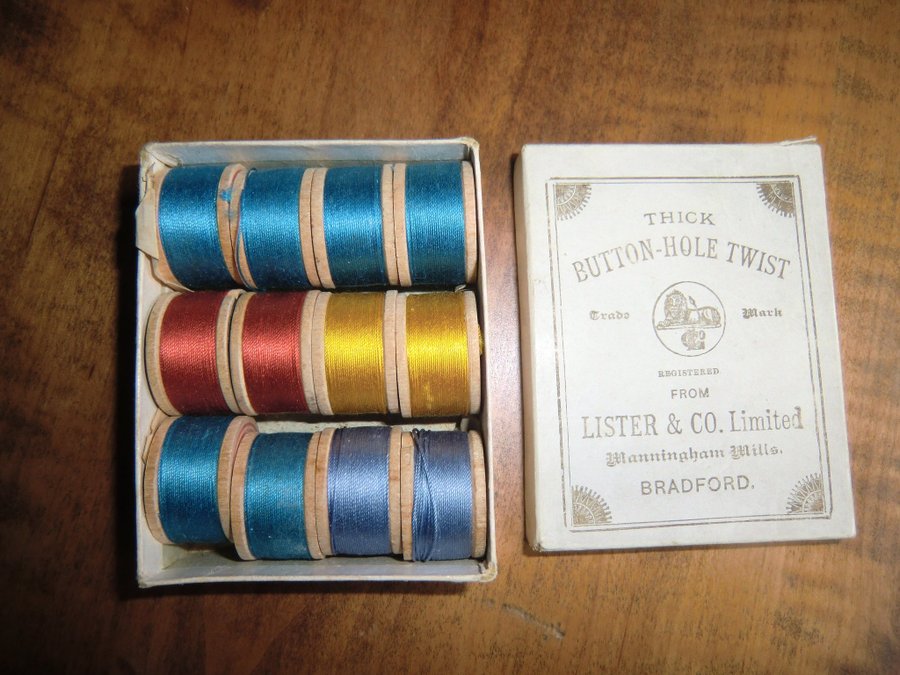 THICK
BUTTON-HOLE TWIST
Trade Mark
REGISTERED
FROM
LISTER & CO. Limited
Manningham Mills.
BRADFORD.